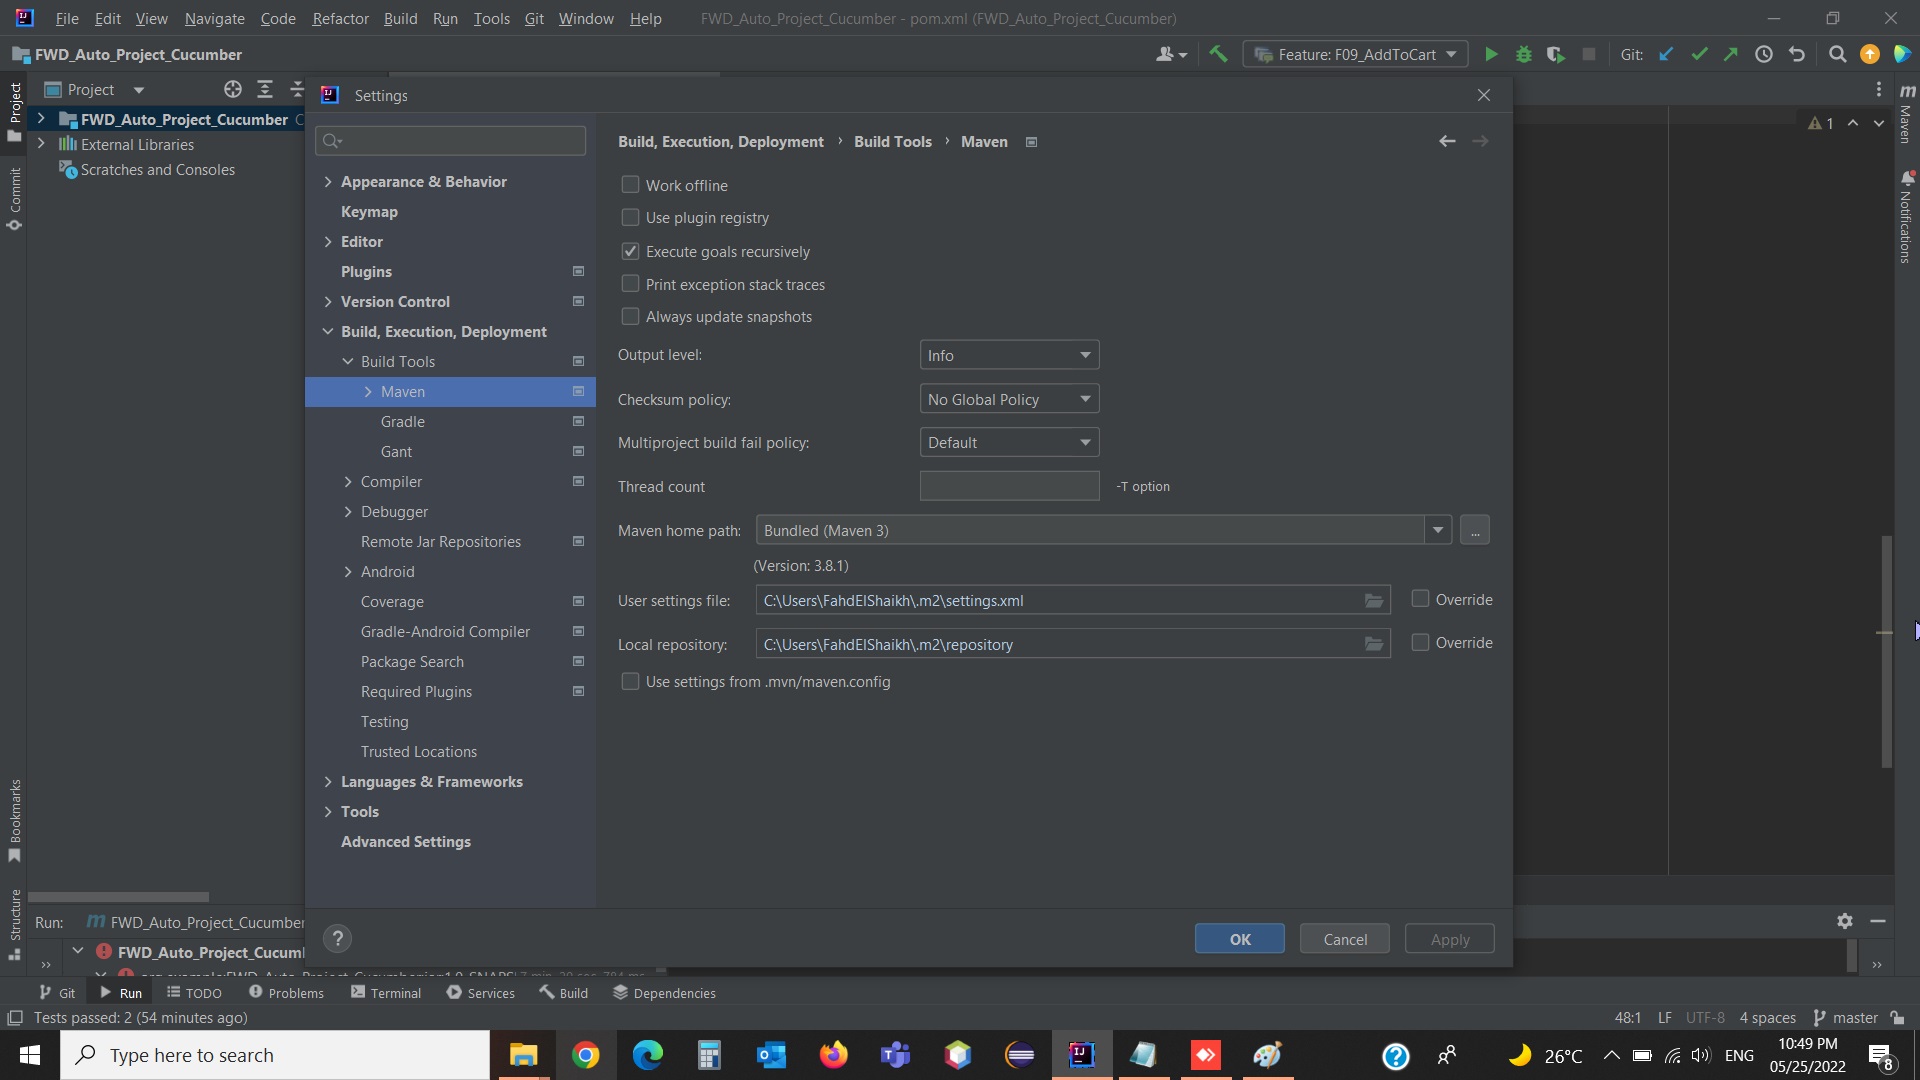 File Edit View Navigate Code Refactor Build Run Tools Git Window Help FWD_Auto_Project_Cucumber - pom.xml (FWD_Auto_Project_Cucumber)
FWD_Auto_Project_Cucumber
Feature: F09_AddToCart
Git:
Project
Project
FWD_Auto_Project_Cucumber
External Libraries
Scratches and Consoles
Commit
Bookmarks
Structure
Maven
Notifications
1
Settings
Appearance & Behavior
Keymap
Editor
Plugins
Version Control
Build, Execution, Deployment
Build Tools
Maven
Gradle
Gant
Compiler
Debugger
Remote Jar Repositories
Android
Coverage
Gradle-Android Compiler
Package Search
Required Plugins
Testing
Trusted Locations
Languages & Frameworks
Tools
Advanced Settings
Build, Execution, Deployment › Build Tools › Maven
Work offline
Use plugin registry
Execute goals recursively
Print exception stack traces
Always update snapshots
Output level: Info
Checksum policy: No Global Policy
Multiproject build fail policy: Default
Thread count -T option
Maven home path: Bundled (Maven 3) ...
(Version: 3.8.1)
User settings file: C:\Users\FahdElShaikh\.m2\settings.xml Override
Local repository: C:\Users\FahdElShaikh\.m2\repository Override
Use settings from .mvn/maven.config
? OK Cancel Apply
Run: FWD_Auto_Project_Cucumber
FWD_Auto_Project_Cucum
Git Run TODO Problems Terminal Services Build Dependencies
Tests passed: 2 (54 minutes ago) 48:1 LF UTF-8 4 spaces master
Type here to search 26°C ENG 10:49 PM
05/25/2022 8